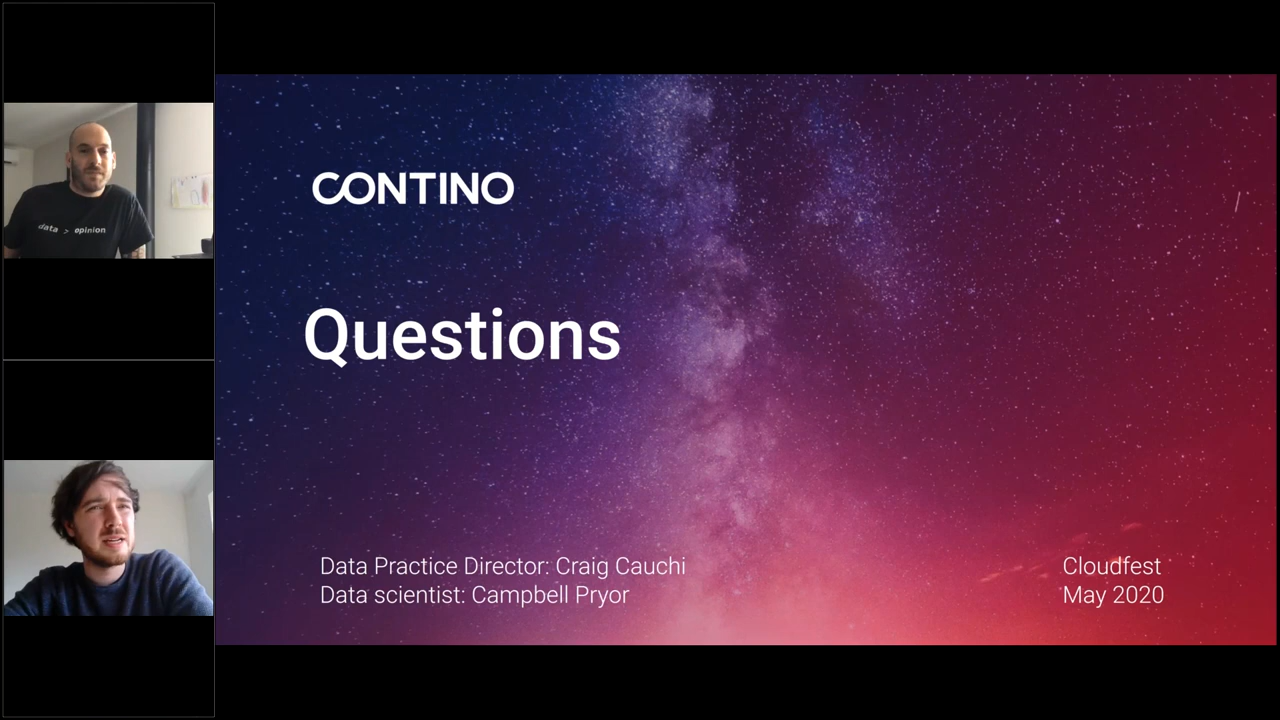 data > opinion
CONTINO
Questions
Data Practice Director: Craig Cauchi
Data scientist: Campbell Pryor
Cloudfest
May 2020